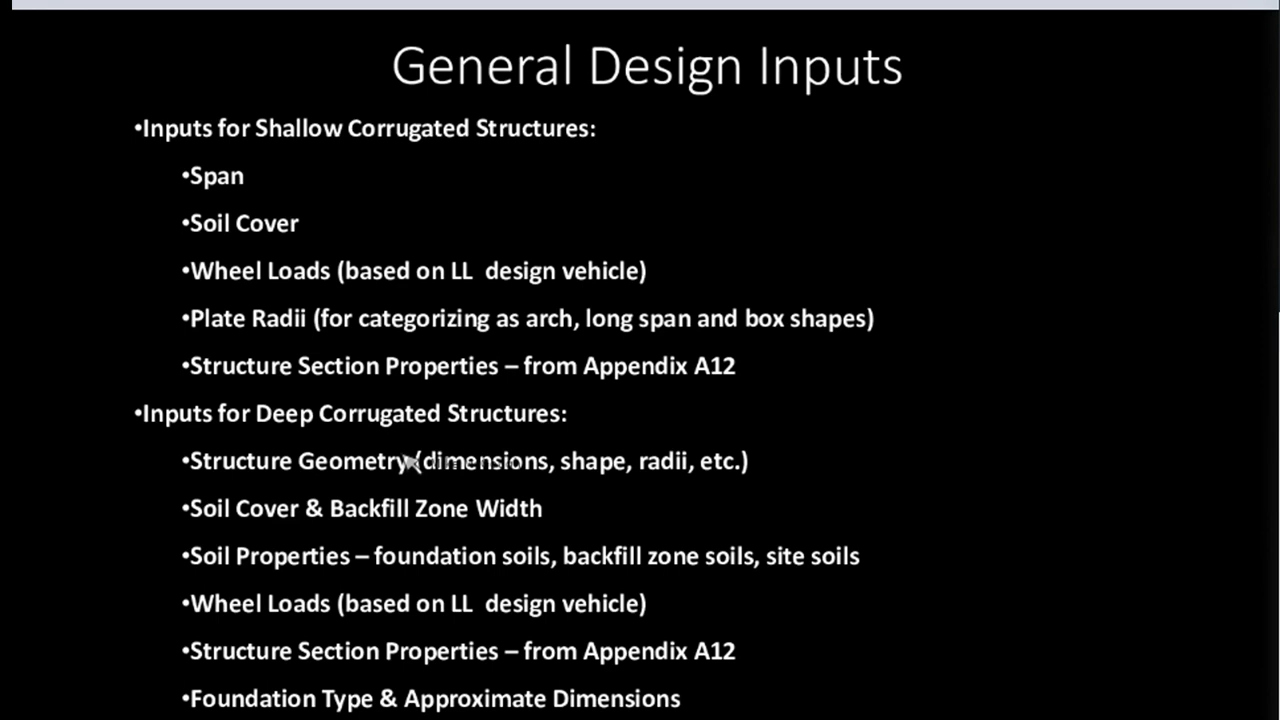 General Design Inputs
•Inputs for Shallow Corrugated Structures:
•Span
•Soil Cover
•Wheel Loads (based on LL  design vehicle)
•Plate Radii (for categorizing as arch, long span and box shapes)
•Structure Section Properties – from Appendix A12
•Inputs for Deep Corrugated Structures:
•Structure Geometry (dimensions, shape, radii, etc.)
•Soil Cover & Backfill Zone Width
•Soil Properties – foundation soils, backfill zone soils, site soils
•Wheel Loads (based on LL  design vehicle)
•Structure Section Properties – from Appendix A12
•Foundation Type & Approximate Dimensions